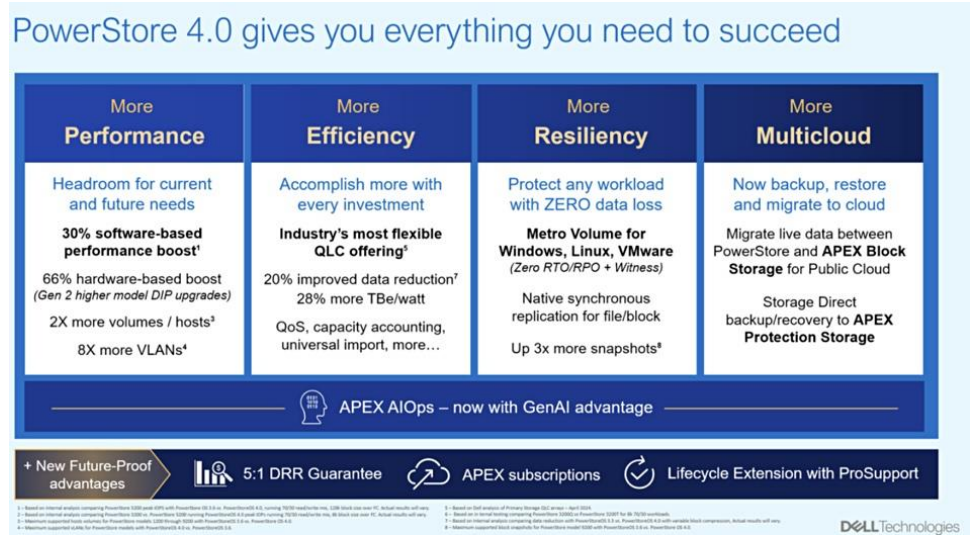 PowerStore 4.0 gives you everything you need to succeed
More
Performance
Headroom for current
and future needs
30% software-based
performance boost¹
66% hardware-based boost
(Gen 2 higher model DIP upgrades)
2X more volumes / hosts³
8X more VLANs⁴
More
Efficiency
Accomplish more with
every investment
Industry's most flexible
QLC offering⁵
20% improved data reduction⁷
28% more TBe/watt
QoS, capacity accounting,
universal import, more…
More
Resiliency
Protect any workload
with ZERO data loss
Metro Volume for
Windows, Linux, VMware
(Zero RTO/RPO + Witness)
Native synchronous
replication for file/block
Up 3x more snapshots⁸
More
Multicloud
Now backup, restore
and migrate to cloud
Migrate live data between
PowerStore and APEX Block
Storage for Public Cloud
Storage Direct
backup/recovery to APEX
Protection Storage
APEX AIOps – now with GenAI advantage
+ New Future-Proof
advantages
5:1 DRR Guarantee
APEX subscriptions
Lifecycle Extension with ProSupport
DELLTechnologies